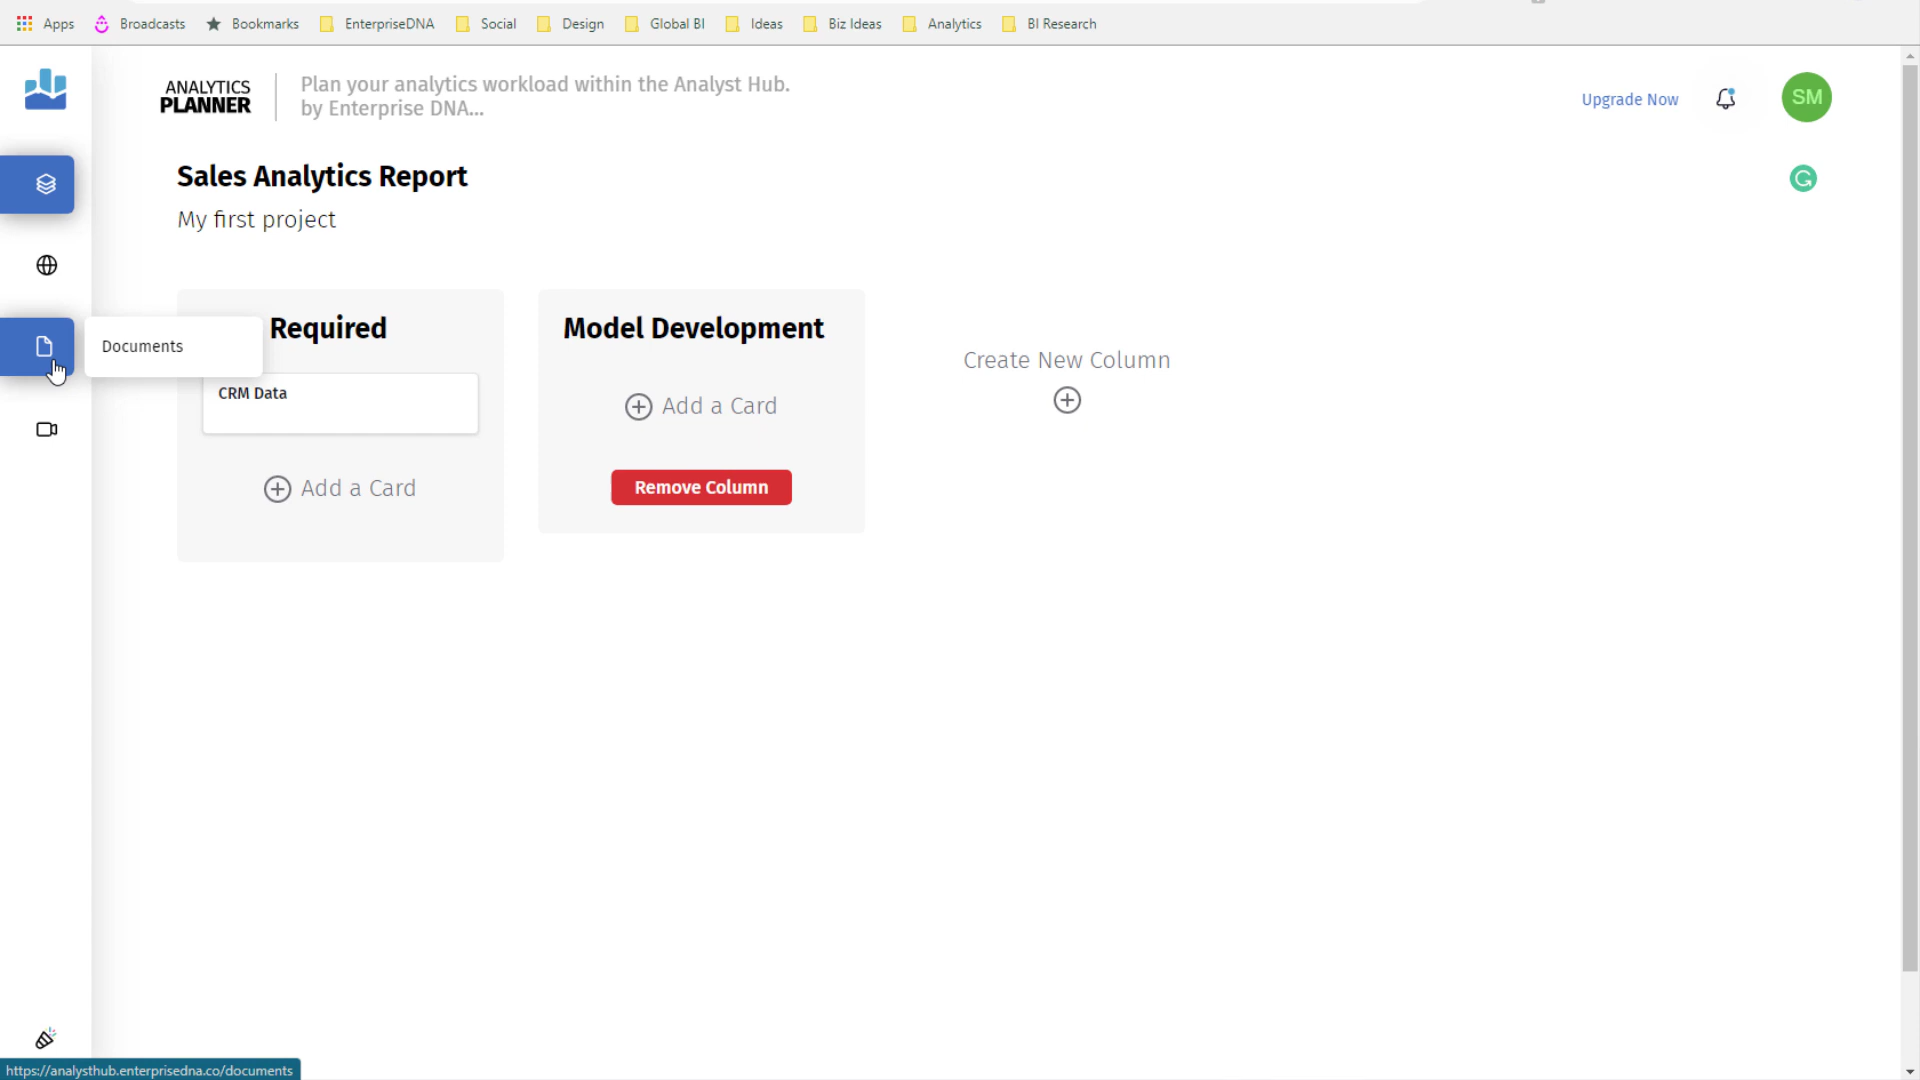 Apps Broadcasts Bookmarks EnterpriseDNA Social Design Global BI Ideas Biz Ideas Analytics BI Research
ANALYTICS
PLANNER
Plan your analytics workload within the Analyst Hub.
by Enterprise DNA...
Upgrade Now
SM
Sales Analytics Report
My first project
Documents
Required
CRM Data
Add a Card
Model Development
Add a Card
Remove Column
Create New Column
https://analysthub.enterprisedna.co/documents